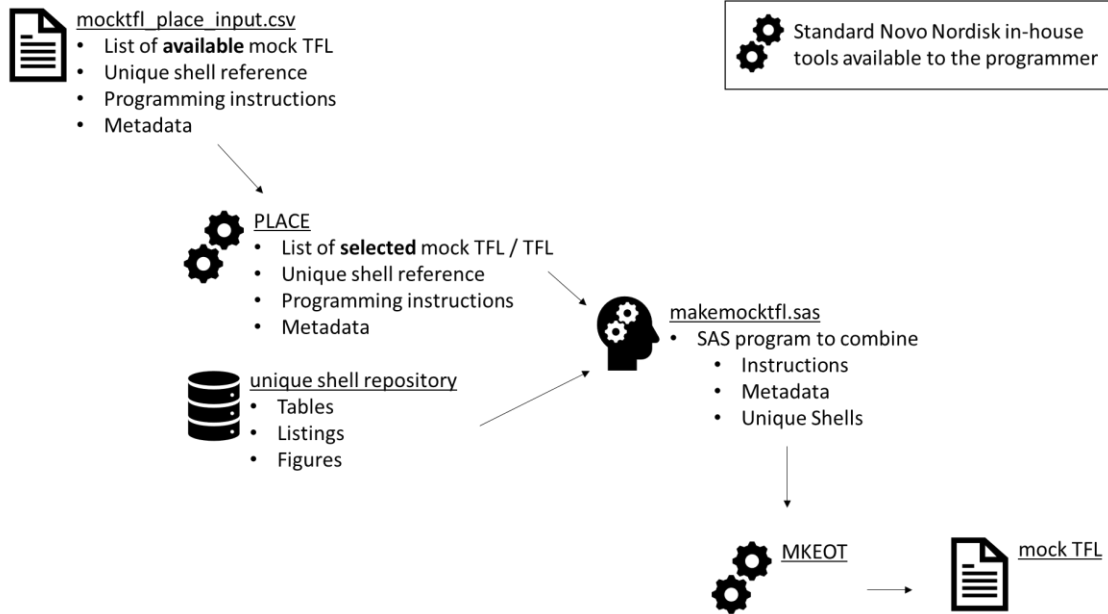 mocktfl_place_input.csv
• List of available mock TFL
• Unique shell reference
• Programming instructions
• Metadata
Standard Novo Nordisk in-house
tools available to the programmer
PLACE
• List of selected mock TFL / TFL
• Unique shell reference
• Programming instructions
• Metadata
unique shell repository
• Tables
• Listings
• Figures
makemocktfl.sas
• SAS program to combine
• Instructions
• Metadata
• Unique Shells
MKEOT
mock TFL